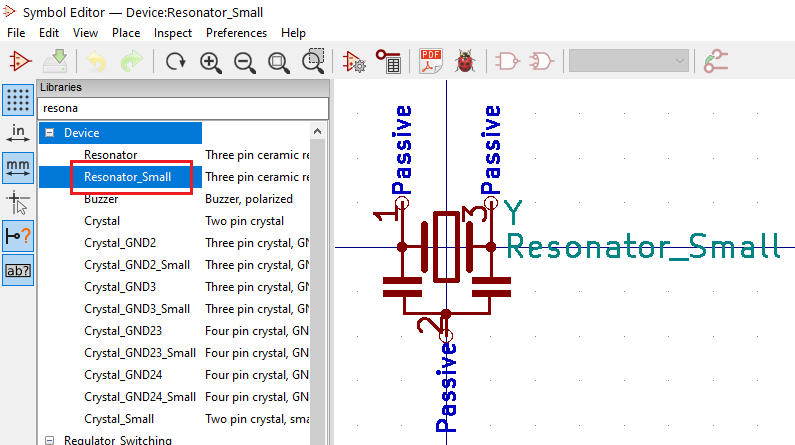 Symbol Editor — Device:Resonator_Small
File Edit View Place Inspect Preferences Help
PDF
Libraries
resona
in
mm
ab?
Device
Resonator Three pin ceramic re
Resonator_Small Three pin ceramic re
Buzzer Buzzer, polarized
Crystal Two pin crystal
Crystal_GND2 Three pin crystal, GN
Crystal_GND2_Small Three pin crystal, GN
Crystal_GND3 Three pin crystal, GN
Crystal_GND3_Small Three pin crystal, GN
Crystal_GND23 Four pin crystal, GN
Crystal_GND23_Small Four pin crystal, GN
Crystal_GND24 Four pin crystal, GN
Crystal_GND24_Small Four pin crystal, GN
Crystal_Small Two pin crystal, sma
Regulator_Switching
Passive
Passive
1
3
Y
Resonator_Small
2
Passive